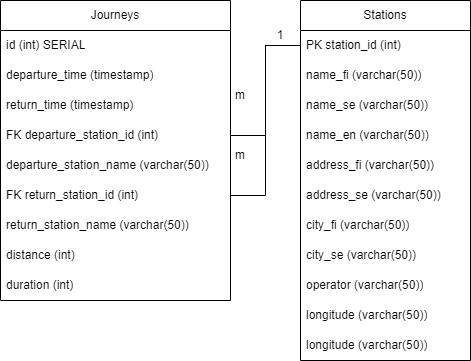 Journeys
id (int) SERIAL
departure_time (timestamp)
return_time (timestamp)
FK departure_station_id (int)
departure_station_name (varchar(50))
FK return_station_id (int)
return_station_name (varchar(50))
distance (int)
duration (int)
m
m
1
Stations
PK station_id (int)
name_fi (varchar(50))
name_se (varchar(50))
name_en (varchar(50))
address_fi (varchar(50))
address_se (varchar(50))
city_fi (varchar(50))
city_se (varchar(50))
operator (varchar(50))
longitude (varchar(50))
longitude (varchar(50))